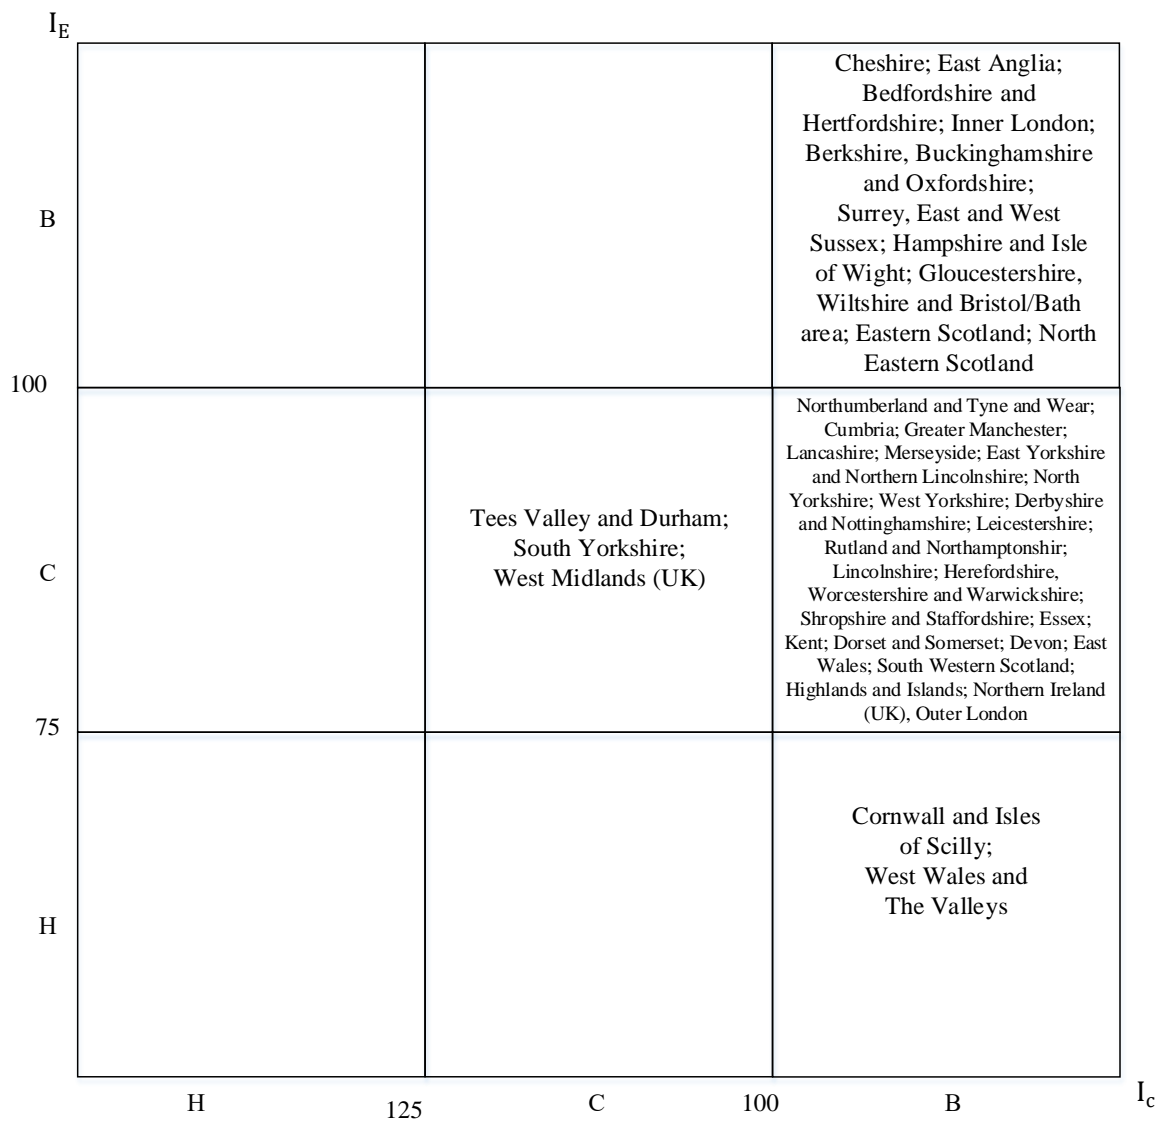 I_E
Cheshire; East Anglia;
Bedfordshire and
Hertfordshire; Inner London;
Berkshire, Buckinghamshire
and Oxfordshire;
Surrey, East and West
Sussex; Hampshire and Isle
of Wight; Gloucestershire,
Wiltshire and Bristol/Bath
area; Eastern Scotland; North
Eastern Scotland
B
100
Northumberland and Tyne and Wear;
Cumbria; Greater Manchester;
Lancashire; Merseyside; East Yorkshire
and Northern Lincolnshire; North
Yorkshire; West Yorkshire; Derbyshire
and Nottinghamshire; Leicestershire;
Rutland and Northamptonshir;
Lincolnshire; Herefordshire,
Worcestershire and Warwickshire;
Shropshire and Staffordshire; Essex;
Kent; Dorset and Somerset; Devon; East
Wales; South Western Scotland;
Highlands and Islands; Northern Ireland
(UK), Outer London
Tees Valley and Durham;
South Yorkshire;
West Midlands (UK)
C
75
Cornwall and Isles
of Scilly;
West Wales and
The Valleys
H
H
125
C
100
B
I_c